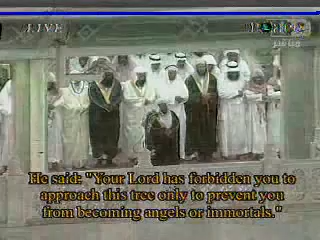 LIVE
مباشر
He said: "Your Lord has forbidden you to
approach this tree only to prevent you
from becoming angels or immortals."